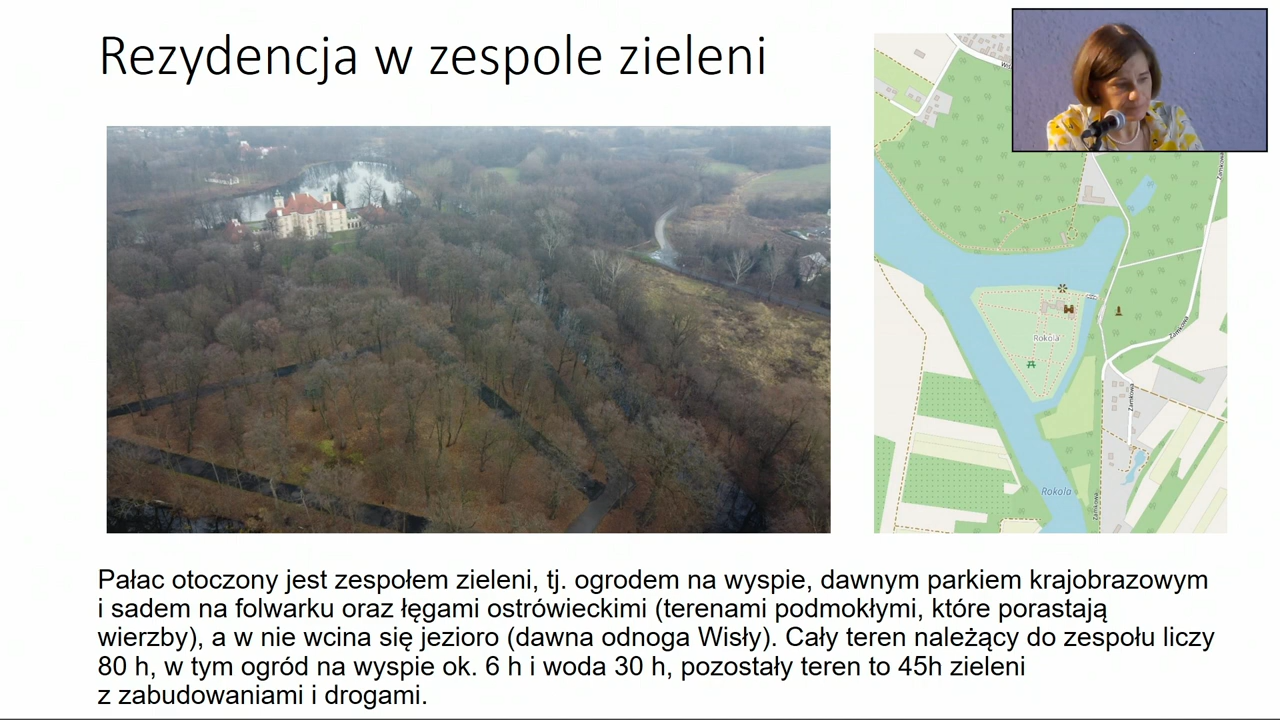 Rezydencja w zespole zieleni
Zamkowa
Rokola
Zamkowa
Zamkowa
Rokola
Zamkowa
Pałac otoczony jest zespołem zieleni, tj. ogrodem na wyspie, dawnym parkiem krajobrazowym
i sadem na folwarku oraz łęgami ostrówieckimi (terenami podmokłymi, które porastają
wierzby), a w nie wcina się jezioro (dawna odnoga Wisły). Cały teren należący do zespołu liczy
80 h, w tym ogród na wyspie ok. 6 h i woda 30 h, pozostały teren to 45h zieleni
z zabudowaniami i drogami.